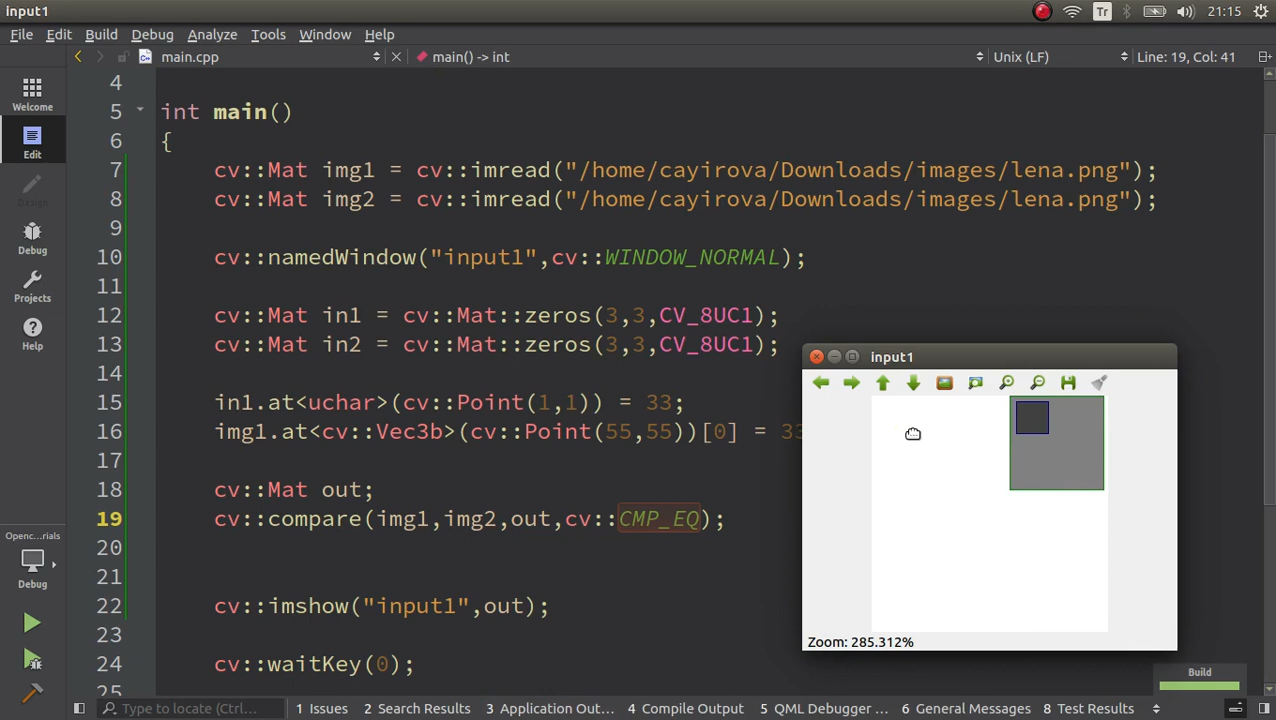 input1
Tr
21:15
File Edit Build Debug Analyze Tools Window Help
main.cpp
main() -> int
Unix (LF)
Line: 19, Col: 41
Welcome
Edit
Design
Debug
Projects
Help
Openc...rials
Debug
4
5 int main()
6 {
7 cv::Mat img1 = cv::imread("/home/cayirova/Downloads/images/lena.png");
8 cv::Mat img2 = cv::imread("/home/cayirova/Downloads/images/lena.png");
9
10 cv::namedWindow("input1",cv::WINDOW_NORMAL);
11
12 cv::Mat in1 = cv::Mat::zeros(3,3,CV_8UC1);
13 cv::Mat in2 = cv::Mat::zeros(3,3,CV_8UC1);
14
15 in1.at<uchar>(cv::Point(1,1)) = 33;
16 img1.at<cv::Vec3b>(cv::Point(55,55))[0] = 33
17
18 cv::Mat out;
19 cv::compare(img1,img2,out,cv::CMP_EQ);
20
21
22 cv::imshow("input1",out);
23
24 cv::waitKey(0);
25
input1
Zoom: 285.312%
Build
Type to locate (Ctrl...
1 Issues
2 Search Results
3 Application Out...
4 Compile Output
5 QML Debugger ...
6 General Messages
8 Test Results